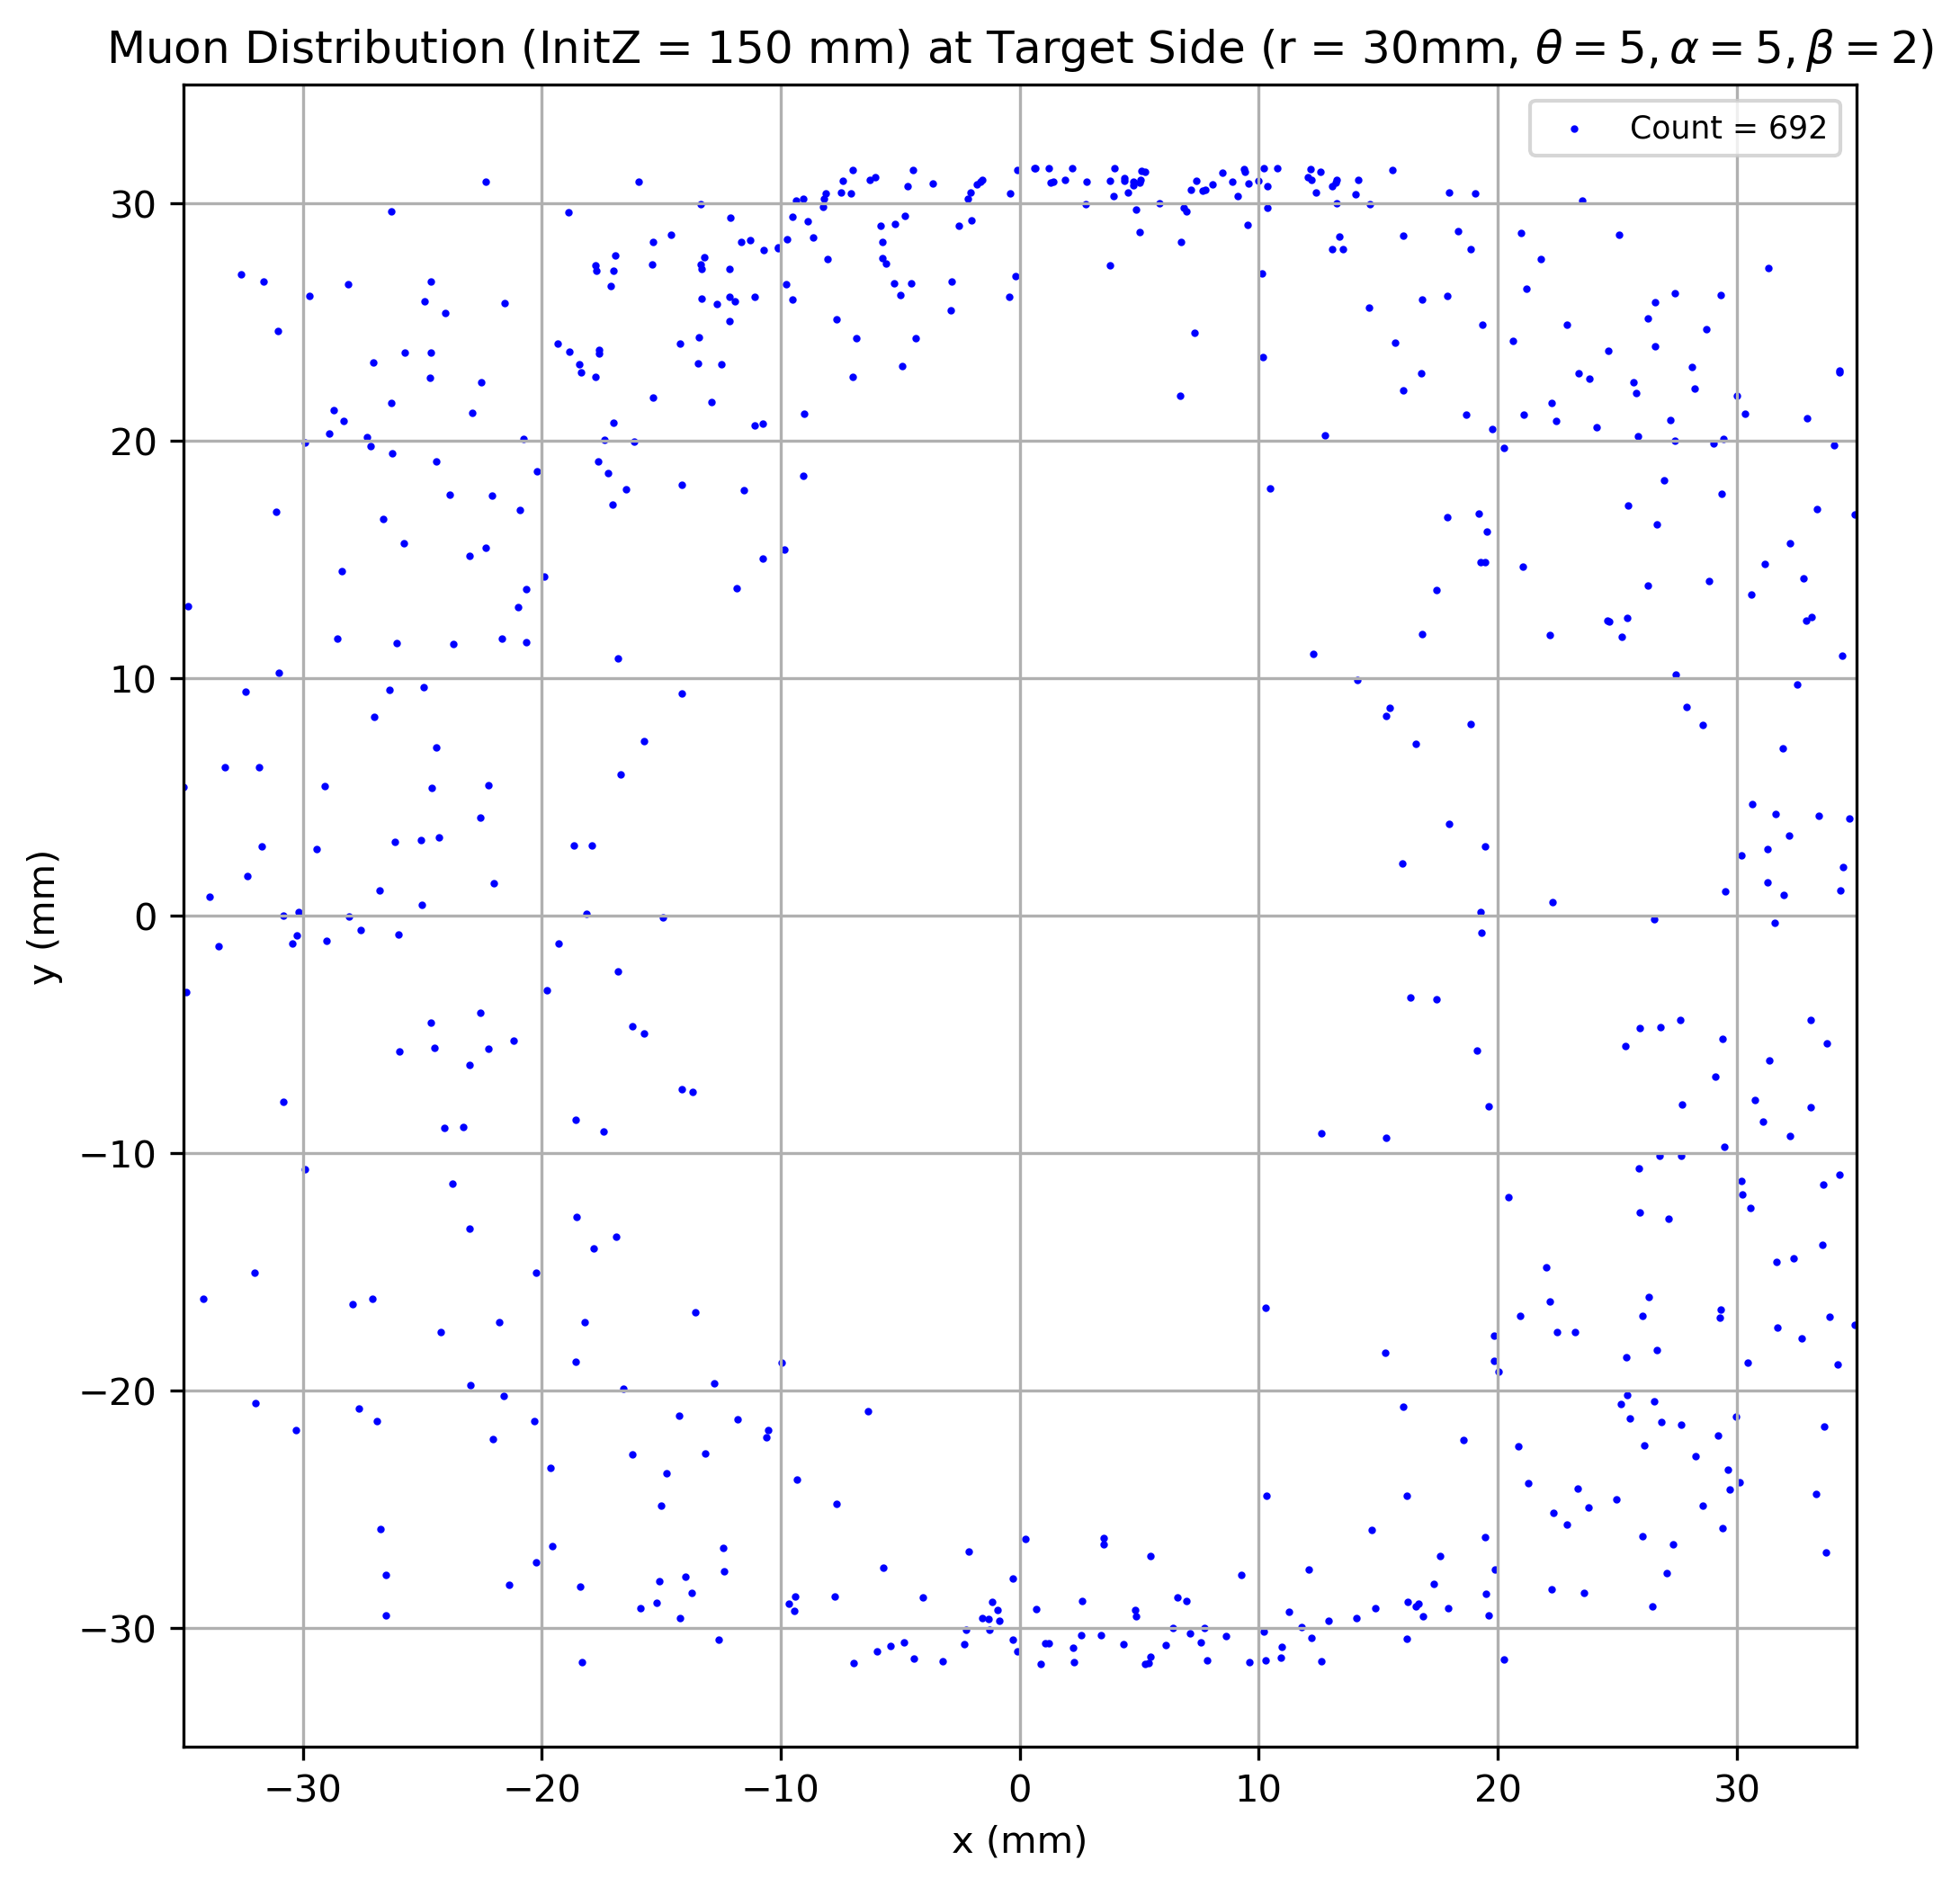 Muon Distribution (InitZ = 150 mm) at Target Side (r = 30mm, θ = 5, α = 5, β = 2)
Count = 692
30
20
10
0
−10
−20
−30
y (mm)
−30 −20 −10 0 10 20 30
x (mm)